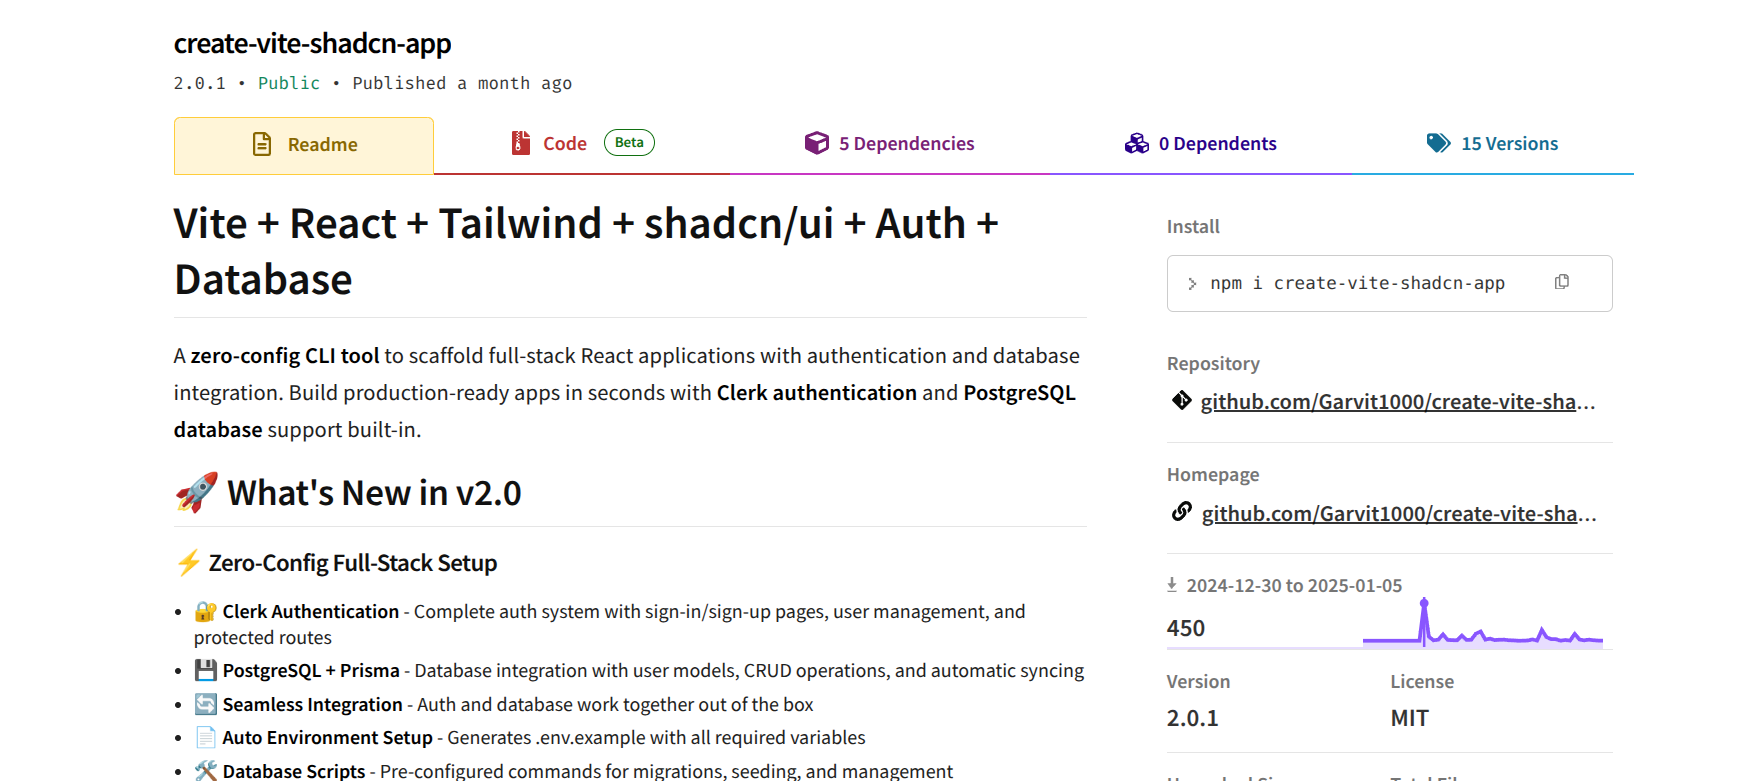 create-vite-shadcn-app
2.0.1 • Public • Published a month ago
Readme
Code Beta
5 Dependencies
0 Dependents
15 Versions
Vite + React + Tailwind + shadcn/ui + Auth +
Database
A zero-config CLI tool to scaffold full-stack React applications with authentication and database
integration. Build production-ready apps in seconds with Clerk authentication and PostgreSQL
database support built-in.
🚀 What's New in v2.0
⚡ Zero-Config Full-Stack Setup
• 🔐 Clerk Authentication - Complete auth system with sign-in/sign-up pages, user management, and
protected routes
• 💾 PostgreSQL + Prisma - Database integration with user models, CRUD operations, and automatic syncing
• 🔄 Seamless Integration - Auth and database work together out of the box
• 📄 Auto Environment Setup - Generates .env.example with all required variables
• 🛠️ Database Scripts - Pre-configured commands for migrations, seeding, and management
Install
npm i create-vite-shadcn-app
Repository
github.com/Garvit1000/create-vite-sha...
Homepage
github.com/Garvit1000/create-vite-sha...
2024-12-30 to 2025-01-05
450
Version
License
2.0.1
MIT